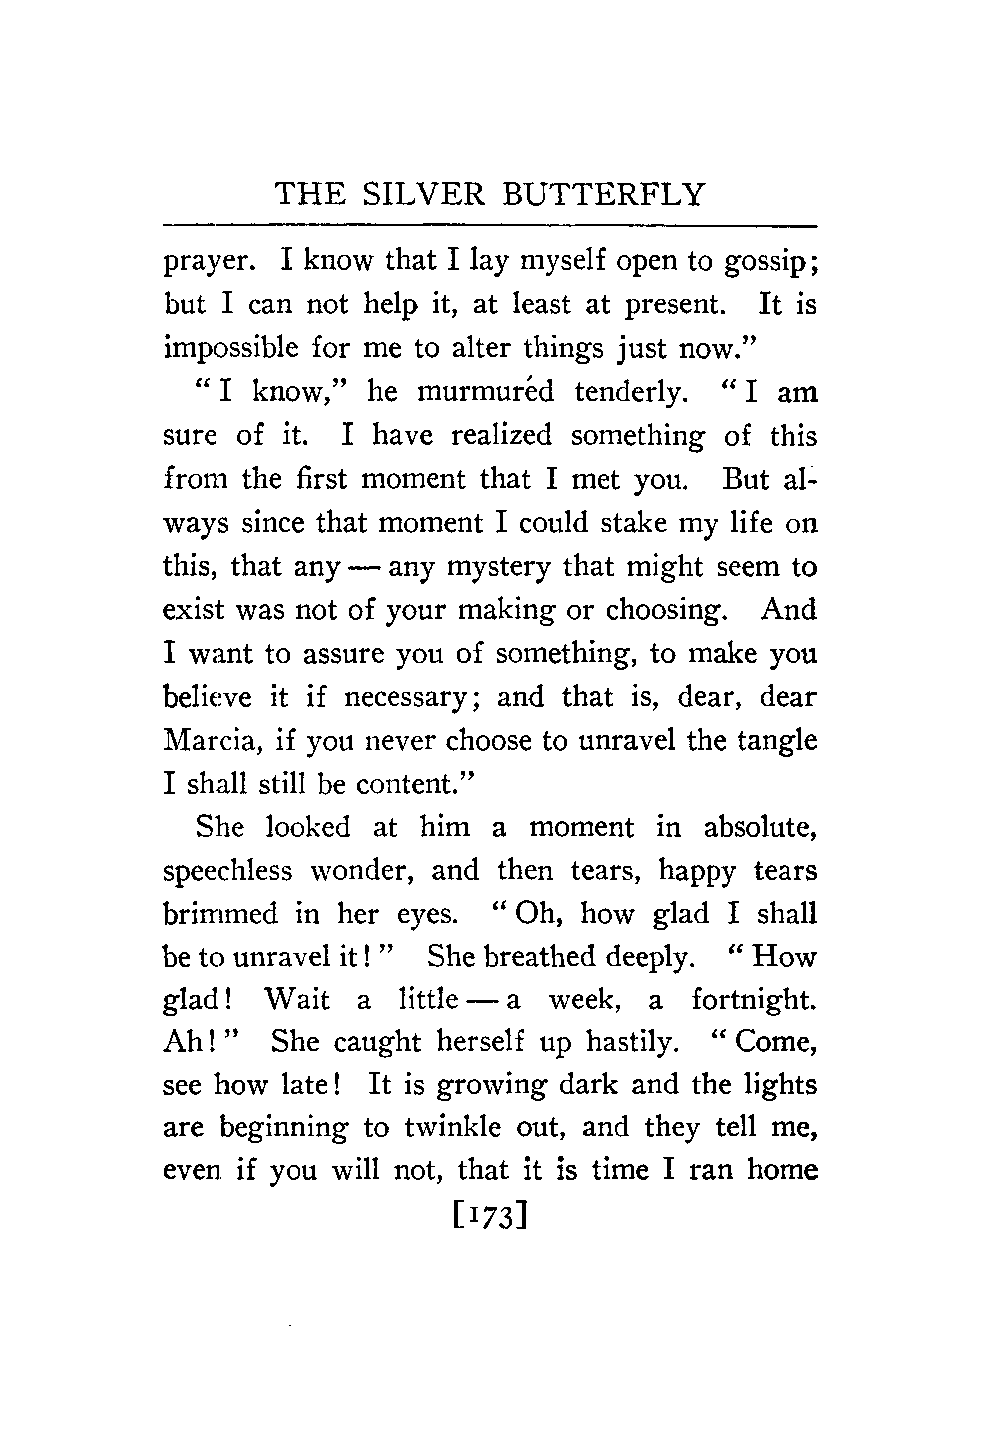 THE SILVER BUTTERFLY
prayer. I know that I lay myself open to gossip;
but I can not help it, at least at present. It is
impossible for me to alter things just now.”
“ I know,” he murmured tenderly. “ I am
sure of it. I have realized something of this
from the first moment that I met you. But al-
ways since that moment I could stake my life on
this, that any — any mystery that might seem to
exist was not of your making or choosing. And
I want to assure you of something, to make you
believe it if necessary; and that is, dear, dear
Marcia, if you never choose to unravel the tangle
I shall still be content.”
She looked at him a moment in absolute,
speechless wonder, and then tears, happy tears
brimmed in her eyes. “ Oh, how glad I shall
be to unravel it! ” She breathed deeply. “ How
glad! Wait a little — a week, a fortnight.
Ah! ” She caught herself up hastily. “ Come,
see how late! It is growing dark and the lights
are beginning to twinkle out, and they tell me,
even if you will not, that it is time I ran home
[173]